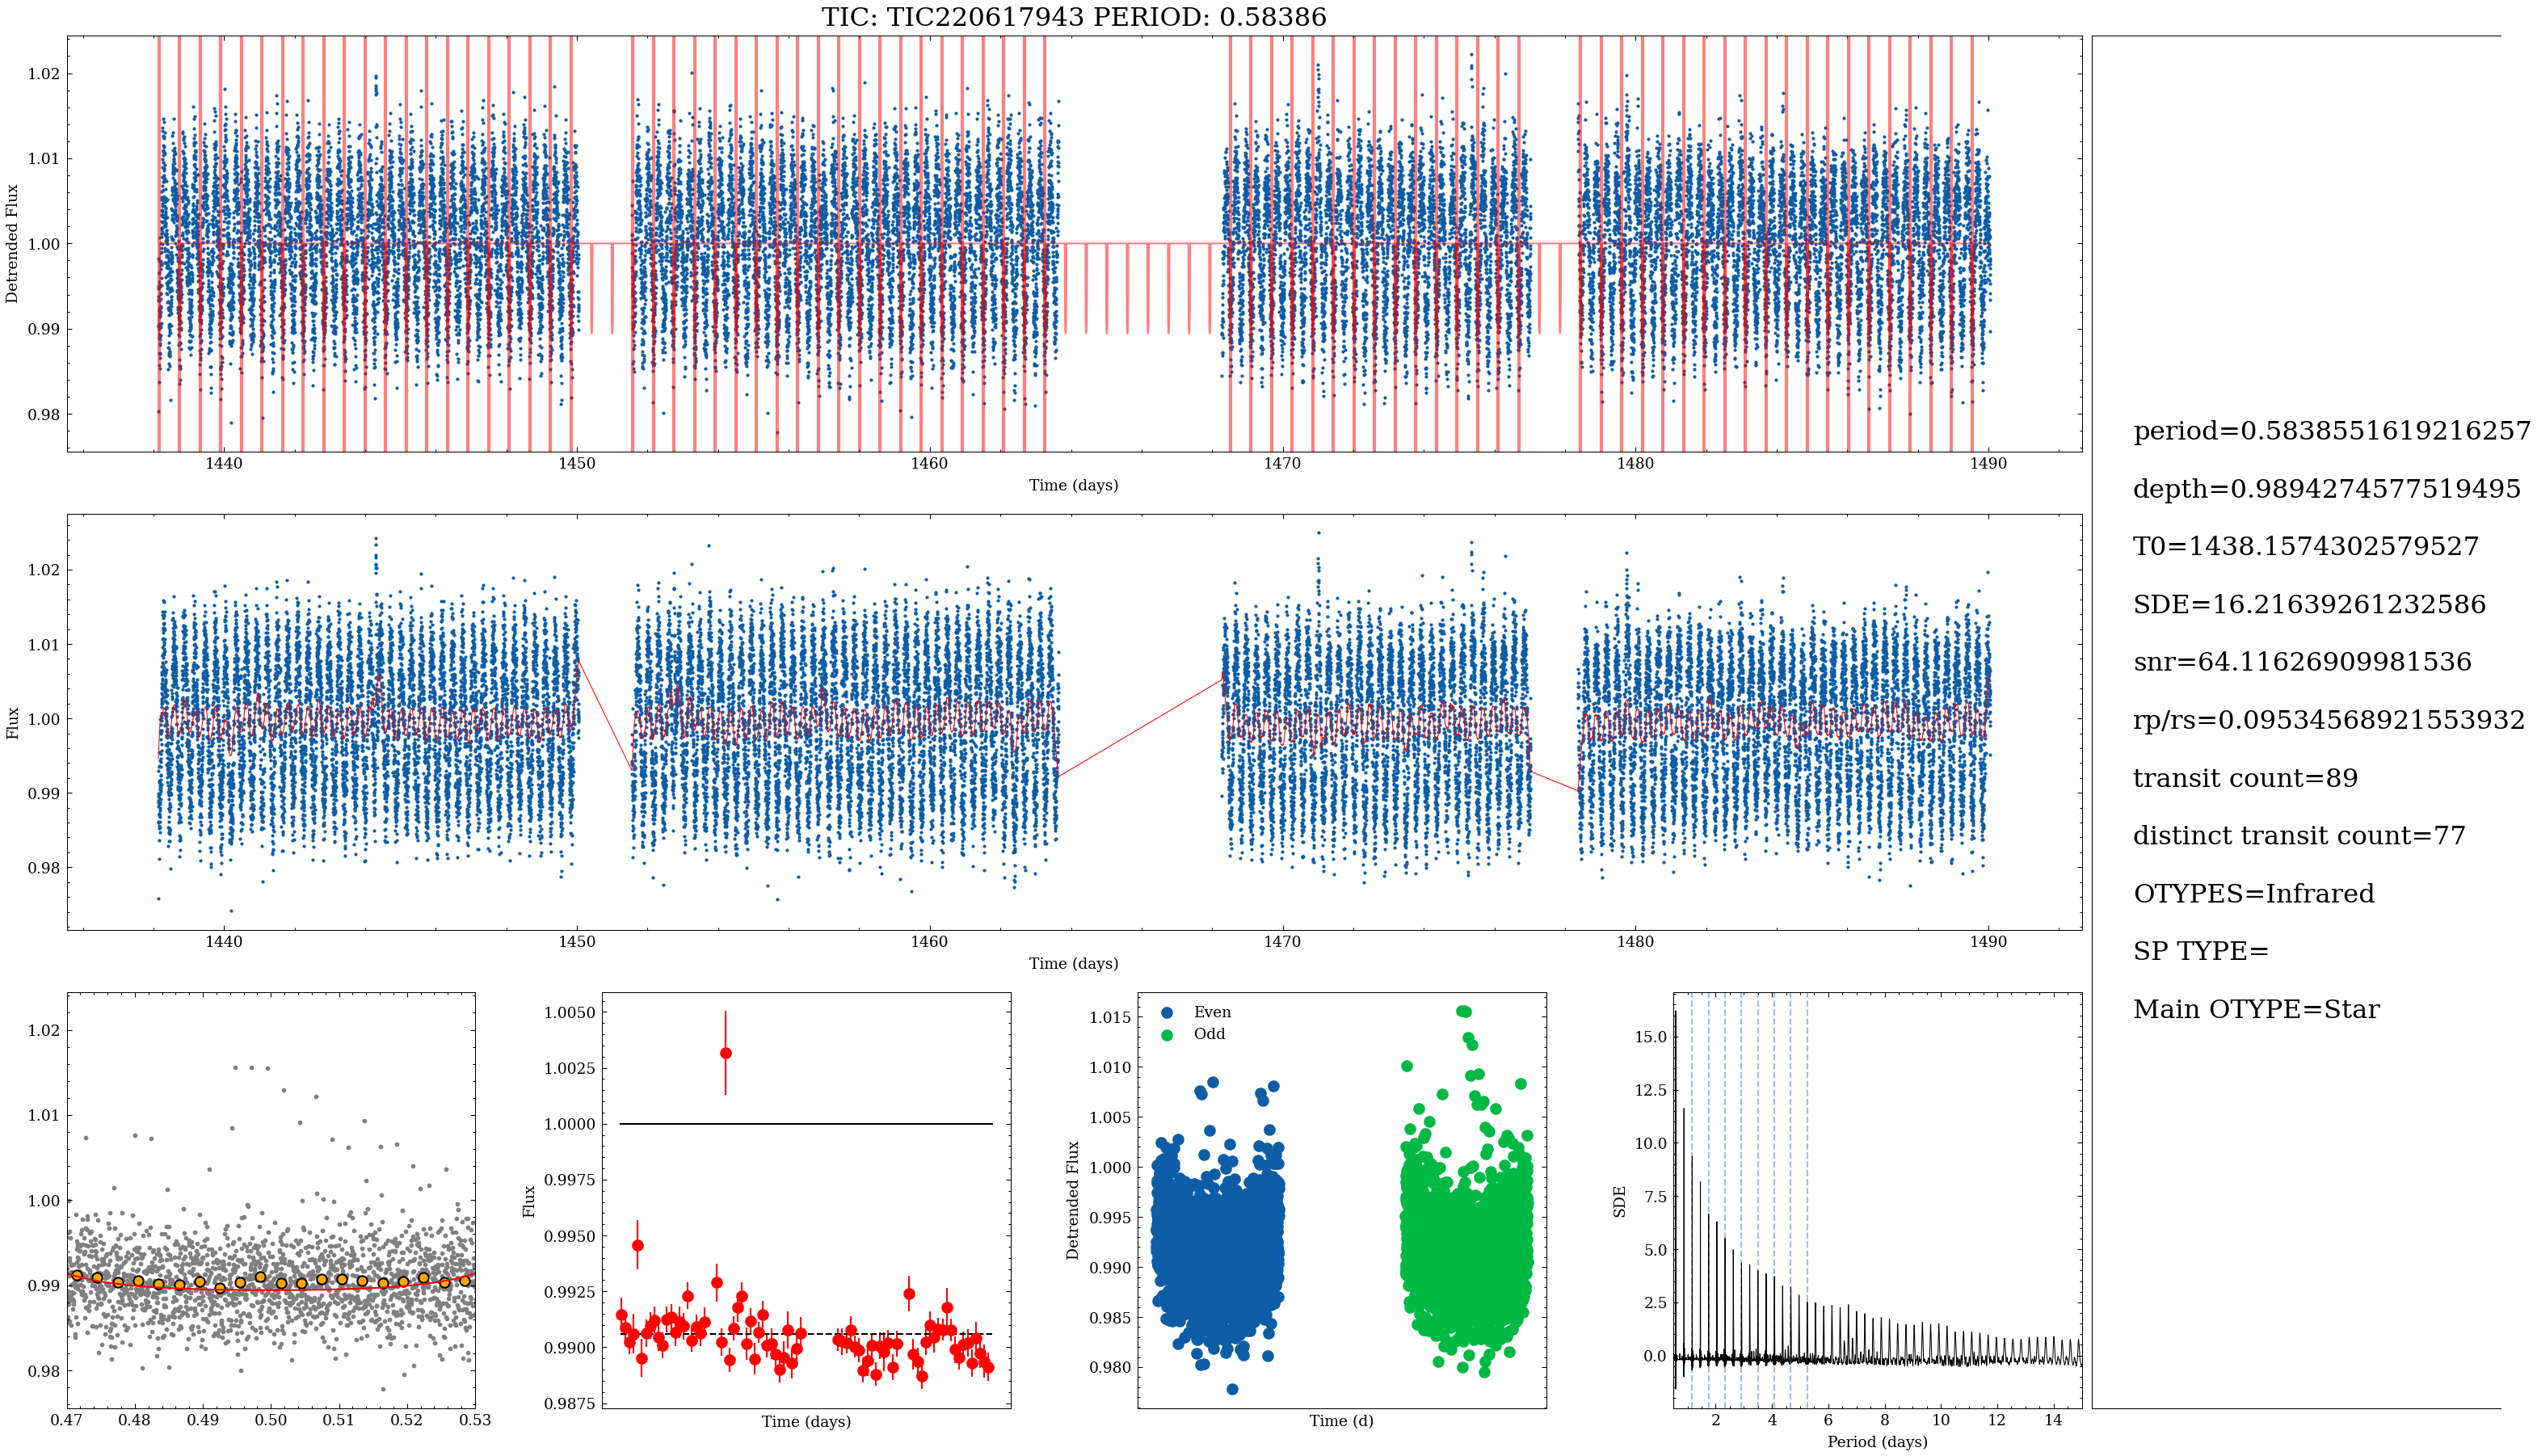 TIC: TIC220617943 PERIOD: 0.58386
Detrended Flux
1.02
1.01
1.00
0.99
0.98
1440 1450 1460 1470 1480 1490
Time (days)
Flux
1.02
1.01
1.00
0.99
0.98
1440 1450 1460 1470 1480 1490
Time (days)
1.02
1.01
1.00
0.99
0.98
0.47 0.48 0.49 0.50 0.51 0.52 0.53
Flux
1.0050
1.0025
1.0000
0.9975
0.9950
0.9925
0.9900
0.9875
Time (days)
Detrended Flux
1.015
1.010
1.005
1.000
0.995
0.990
0.985
0.980
Even
Odd
Time (d)
SDE
15.0
12.5
10.0
7.5
5.0
2.5
0.0
2 4 6 8 10 12 14
Period (days)
period=0.5838551619216257
depth=0.9894274577519495
T0=1438.1574302579527
SDE=16.21639261232586
snr=64.11626909981536
rp/rs=0.09534568921553932
transit count=89
distinct transit count=77
OTYPES=Infrared
SP TYPE=
Main OTYPE=Star